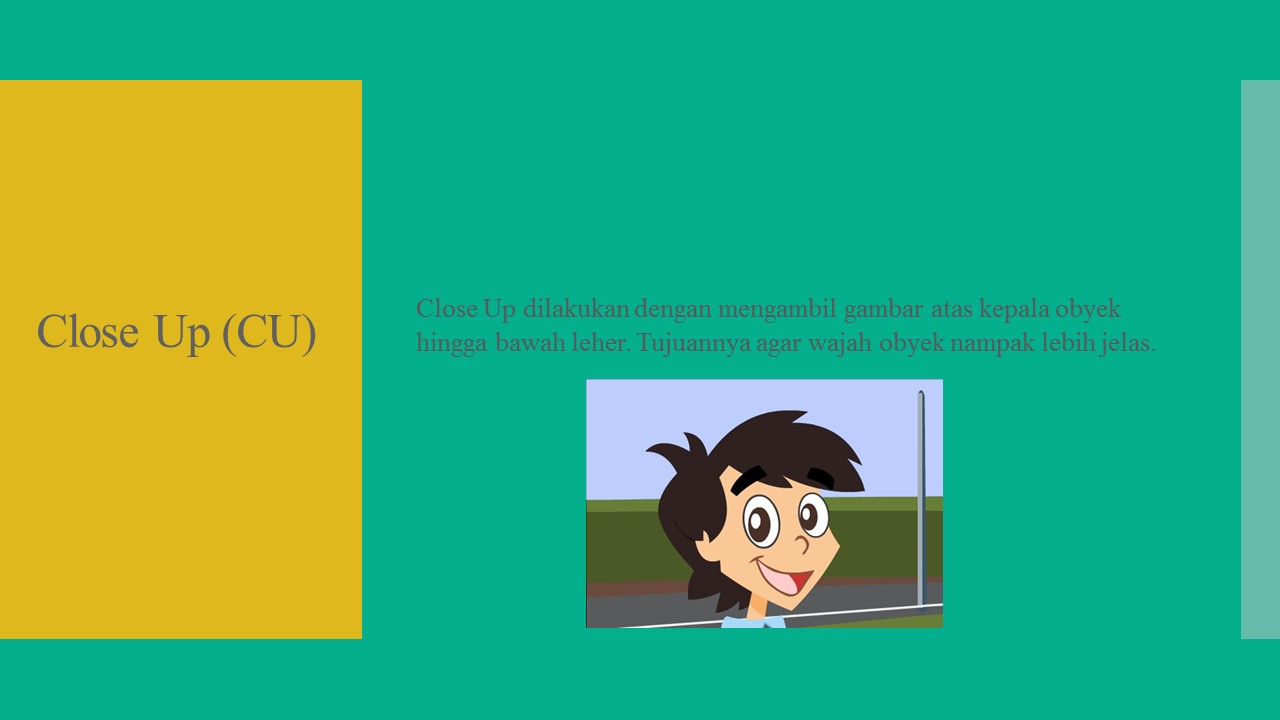 Close Up (CU)
Close Up dilakukan dengan mengambil gambar atas kepala obyek
hingga bawah leher. Tujuannya agar wajah obyek nampak lebih jelas.